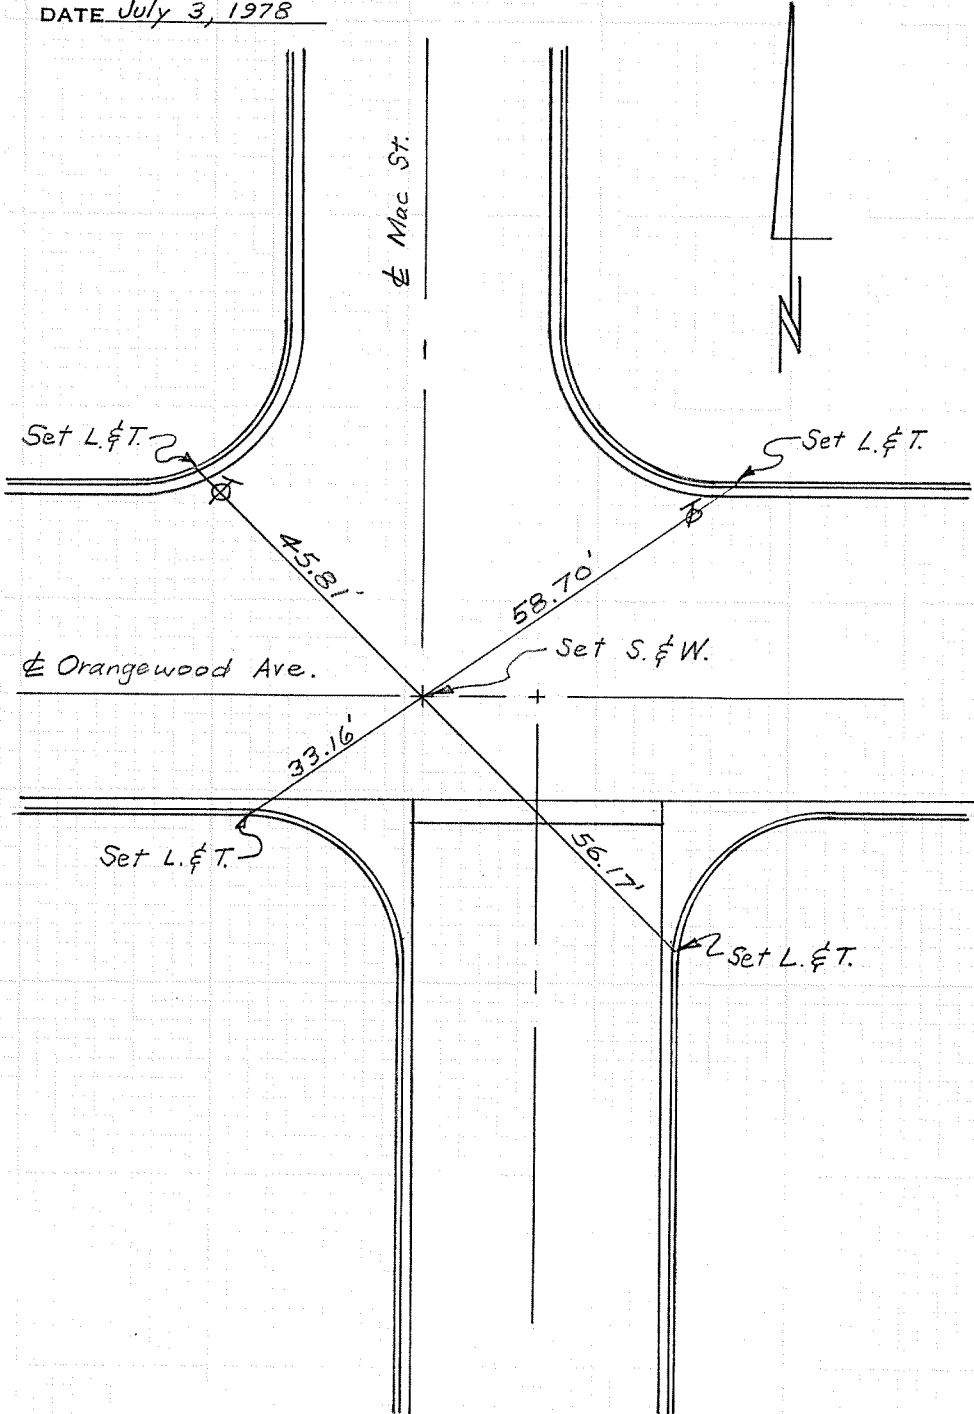 DATE July 3, 1978
℄ Mac St.
N
Set L. & T.
Set L. & T.
45.81'
58.70'
Set S. & W.
℄ Orangewood Ave.
33.16'
Set L. & T.
56.17'
Set L. & T.